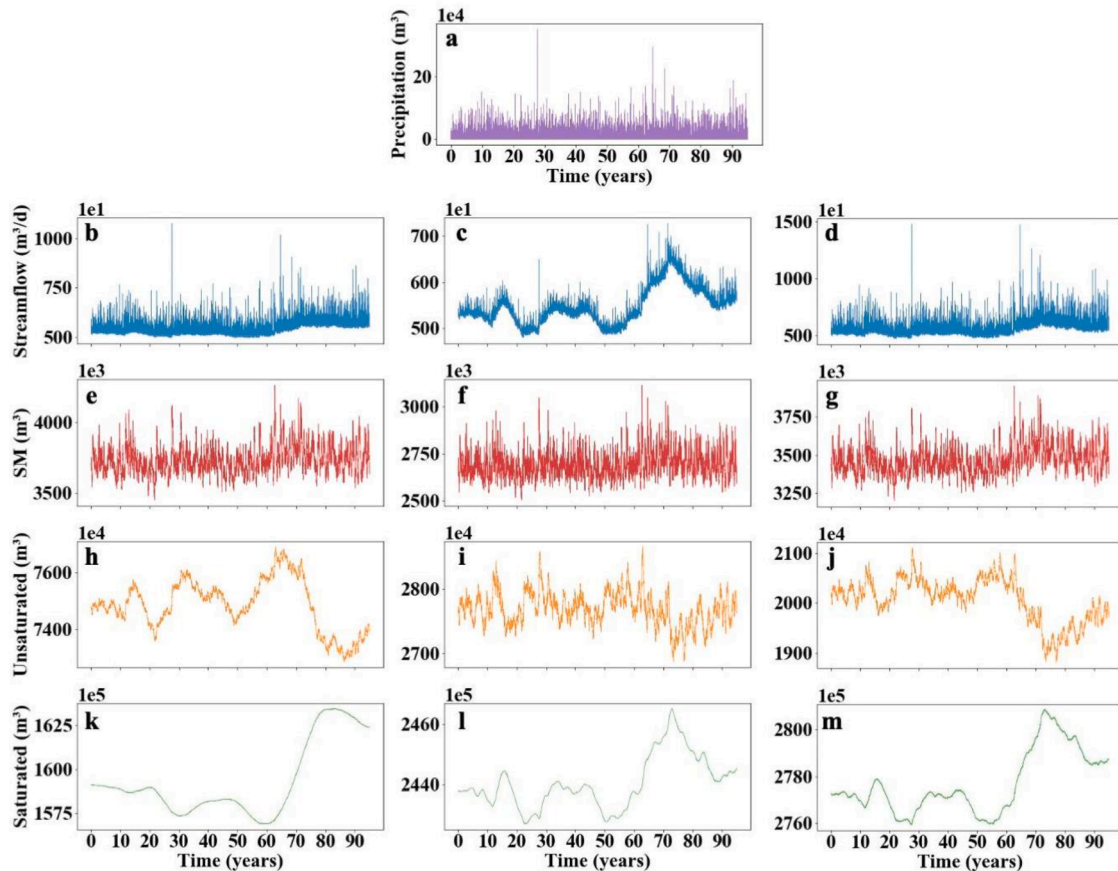 1e4
Precipitation (m³)
a
20
0
0 10 20 30 40 50 60 70 80 90
Time (years)
1e1 1e1 1e1
Streamflow (m³/d)
b c d
1000
750
500
700
600
500
1500
1000
500
1e3 1e3 1e3
SM (m³)
e f g
4000
3500
3000
2750
2500
3750
3500
3250
1e4 1e4 1e4
Unsaturated (m³)
h i j
7600
7400
2800
2700
2100
2000
1900
1e5 1e5 1e5
Saturated (m³)
k l m
1625
1600
1575
2460
2440
2800
2780
2760
0 10 20 30 40 50 60 70 80 90 0 10 20 30 40 50 60 70 80 90 0 10 20 30 40 50 60 70 80 90
Time (years) Time (years) Time (years)